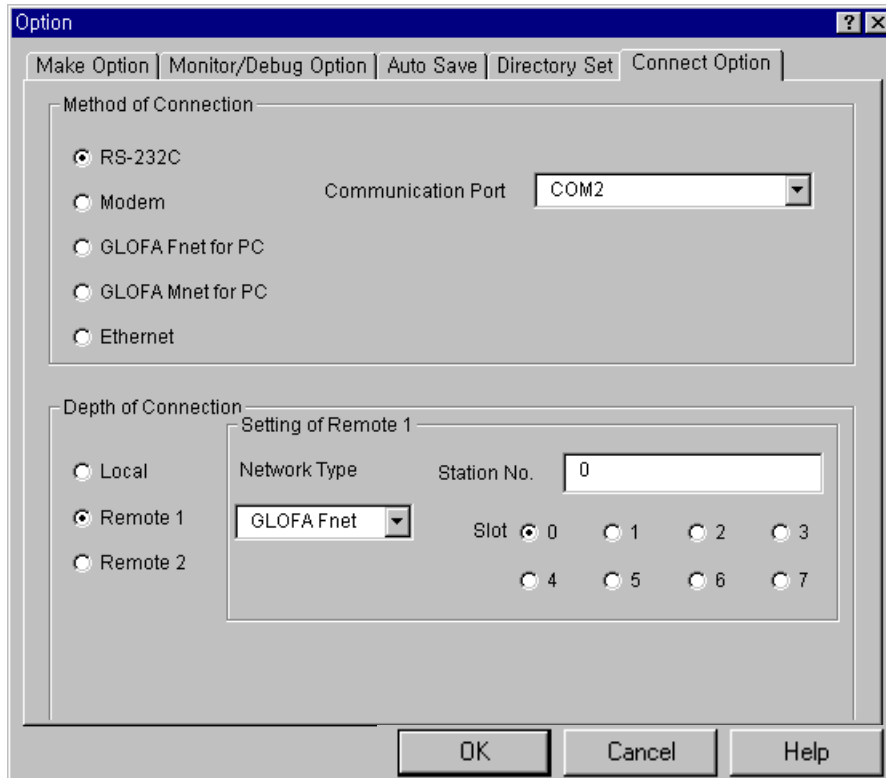 Option
Make Option Monitor/Debug Option Auto Save Directory Set Connect Option
Method of Connection
RS-232C
Modem
Communication Port COM2
GLOFA Fnet for PC
GLOFA Mnet for PC
Ethernet
Depth of Connection
Setting of Remote 1
Local
Remote 1
Remote 2
Network Type
GLOFA Fnet
Station No. 0
Slot 0 1 2 3
4 5 6 7
OK Cancel Help